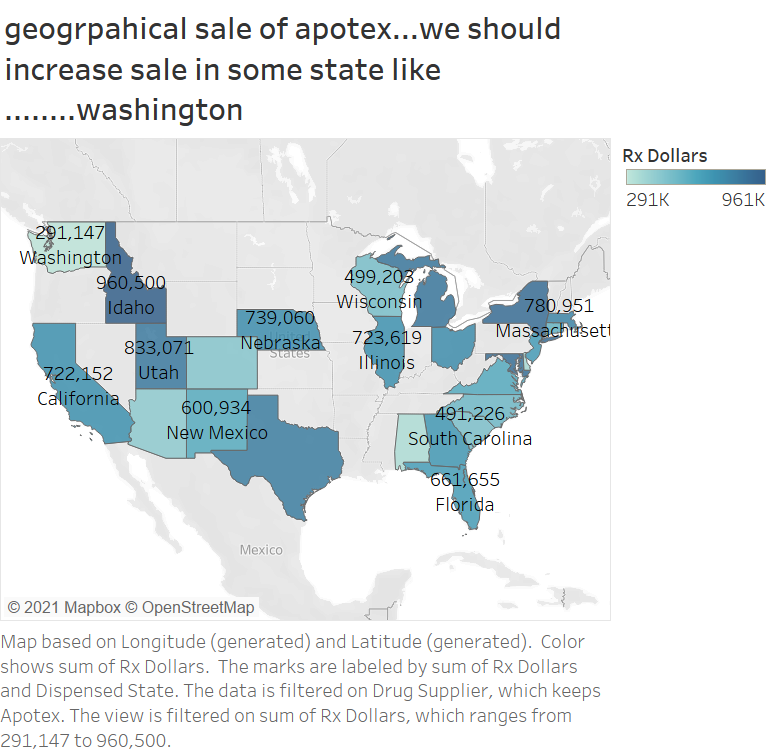 geogrpahical sale of apotex...we should
increase sale in some state like
........washington
Rx Dollars
291K 961K
291,147
Washington
960,500
Idaho
499,203
Wisconsin
780,951
Massachusett
739,060
Nebraska
States
723,619
Illinois
833,071
Utah
722,152
California
600,934
New Mexico
491,226
South Carolina
661,655
Florida
Mexico
© 2021 Mapbox © OpenStreetMap
Map based on Longitude (generated) and Latitude (generated).  Color
shows sum of Rx Dollars.  The marks are labeled by sum of Rx Dollars
and Dispensed State. The data is filtered on Drug Supplier, which keeps
Apotex. The view is filtered on sum of Rx Dollars, which ranges from
291,147 to 960,500.